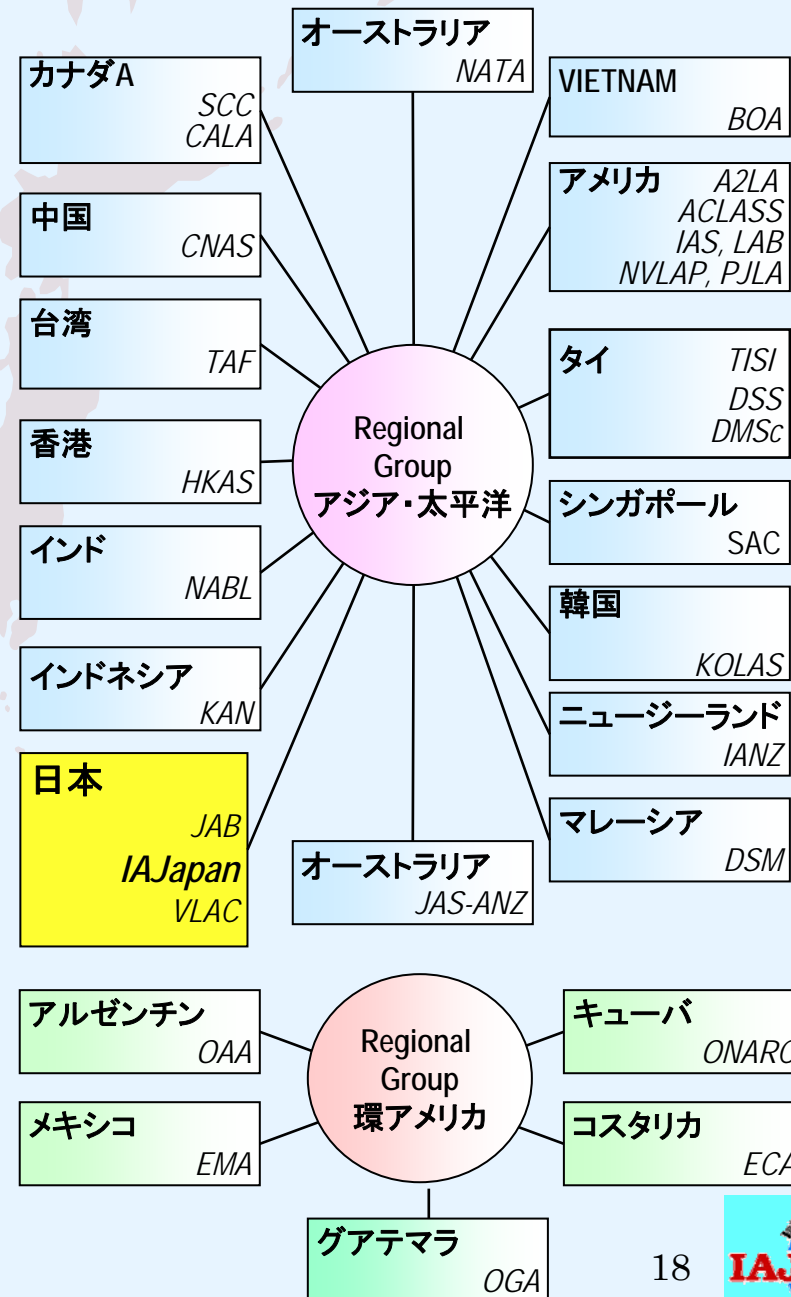 オーストラリア
NATA
カナダA
SCC
CALA
VIETNAM
BOA
アメリカ A2LA
ACLASS
IAS, LAB
NVLAP, PJLA
中国
CNAS
台湾
TAF
タイ TISI
DSS
DMSc
香港
HKAS
Regional
Group
アジア・太平洋
シンガポール
SAC
インド
NABL
韓国
KOLAS
インドネシア
KAN
ニュージーランド
IANZ
日本
JAB
IAJapan
VLAC
マレーシア
DSM
オーストラリア
JAS-ANZ
アルゼンチン
OAA
Regional
Group
環アメリカ
キューバ
メキシコ
EMA
コスタリカ
ECA
グアテマラ
OGA
18